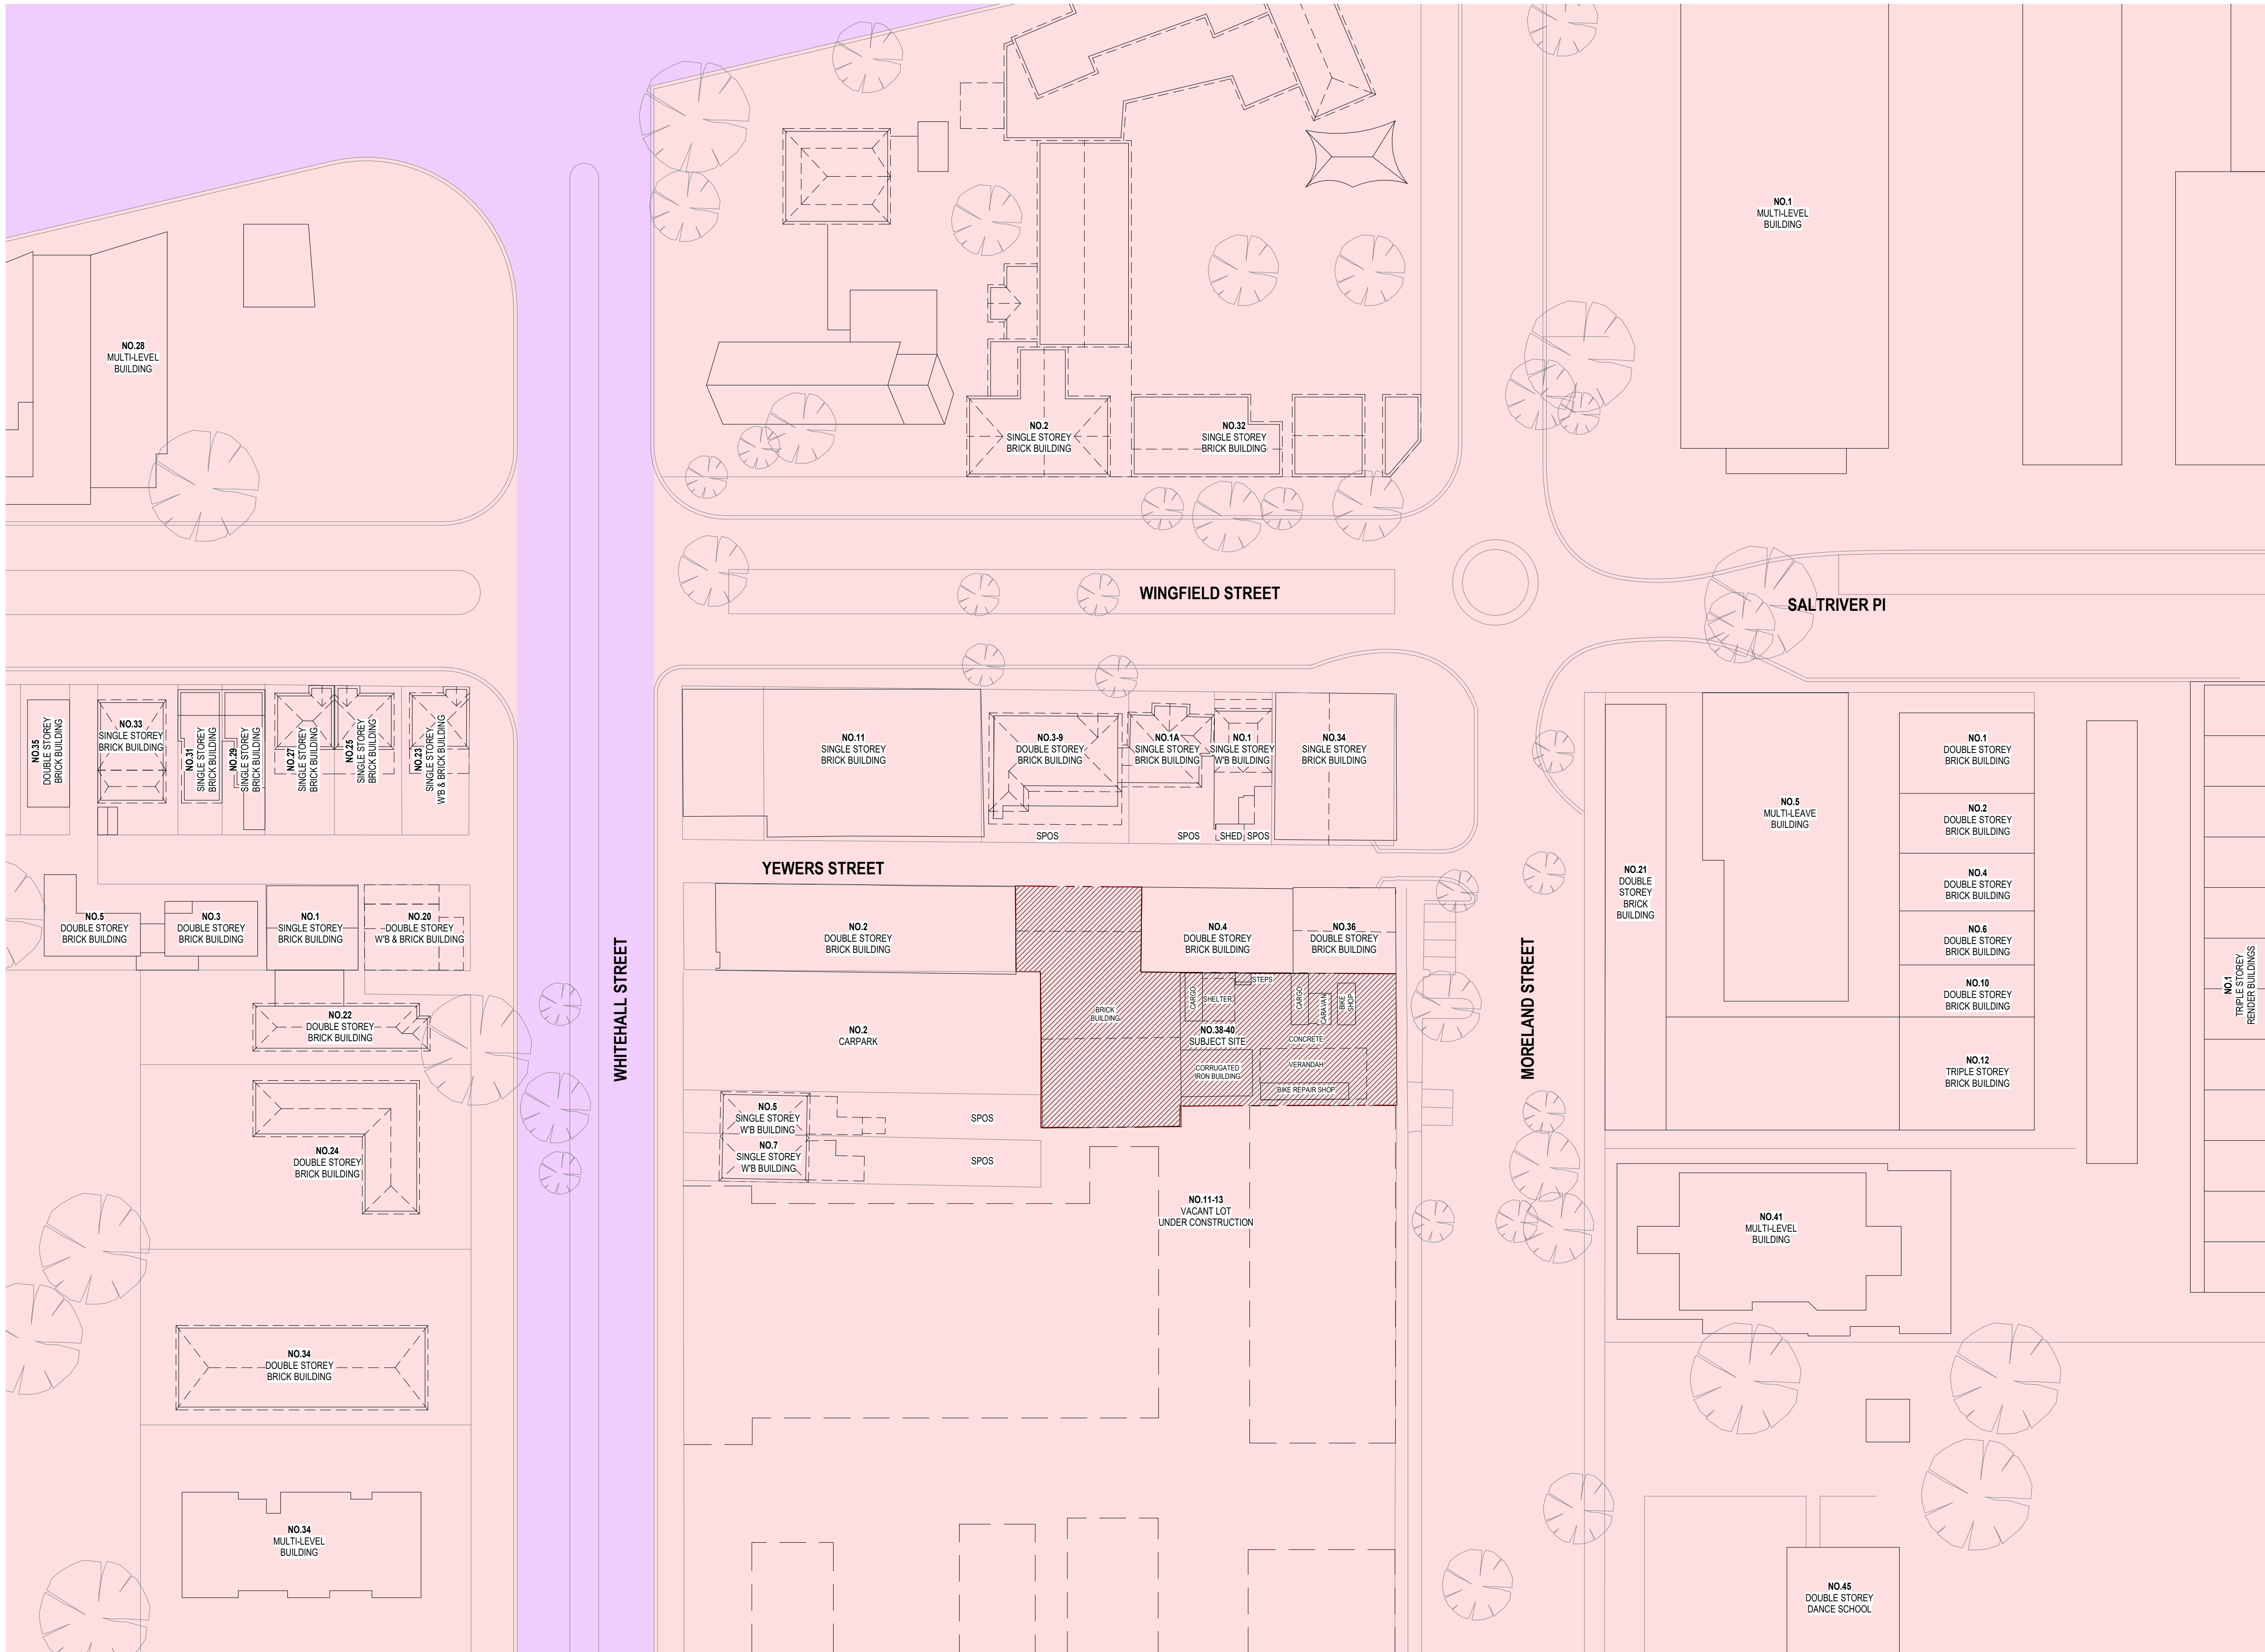 NO.1
MULTI-LEVEL
BUILDING
NO.28
MULTI-LEVEL
BUILDING
NO.2
SINGLE STOREY
BRICK BUILDING
NO.32
SINGLE STOREY
BRICK BUILDING
WINGFIELD STREET
SALTRIVER Pl
NO.35
DOUBLE STOREY
BRICK BUILDING
NO.33
SINGLE STOREY
BRICK BUILDING
NO.31
SINGLE STOREY
BRICK BUILDING
NO.29
SINGLE STOREY
BRICK BUILDING
NO.27
SINGLE STOREY
BRICK BUILDING
NO.25
SINGLE STOREY
BRICK BUILDING
NO.23
SINGLE STOREY
W'B & BRICK BUILDING
NO.11
SINGLE STOREY
BRICK BUILDING
NO.3-9
DOUBLE STOREY
BRICK BUILDING
NO.1A
SINGLE STOREY
BRICK BUILDING
NO.1
SINGLE STOREY
W'B BUILDING
NO.34
SINGLE STOREY
BRICK BUILDING
SPOS
SPOS
SHED
SPOS
NO.1
DOUBLE STOREY
BRICK BUILDING
NO.5
MULTI-LEAVE
BUILDING
NO.2
DOUBLE STOREY
BRICK BUILDING
YEWERS STREET
NO.21
DOUBLE
STOREY
BRICK
BUILDING
NO.4
DOUBLE STOREY
BRICK BUILDING
NO.5
DOUBLE STOREY
BRICK BUILDING
NO.3
DOUBLE STOREY
BRICK BUILDING
NO.1
SINGLE STOREY
BRICK BUILDING
NO.20
DOUBLE STOREY
W'B & BRICK BUILDING
NO.2
DOUBLE STOREY
BRICK BUILDING
NO.4
DOUBLE STOREY
BRICK BUILDING
NO.36
DOUBLE STOREY
BRICK BUILDING
NO.6
DOUBLE STOREY
BRICK BUILDING
WHITEHALL STREET
MORELAND STREET
NO.1
TRIPLE STOREY
RENDER BUILDINGS
NO.10
DOUBLE STOREY
BRICK BUILDING
STEPS
CARGO
SHELTER
CARGO
CARAVAN
BIKE
SHOP
BRICK
BUILDING
NO.22
DOUBLE STOREY
BRICK BUILDING
NO.2
CARPARK
NO.38-40
SUBJECT SITE
CONCRETE
CORRUGATED
IRON BUILDING
VERANDAH
BIKE REPAIR SHOP
NO.12
TRIPLE STOREY
BRICK BUILDING
NO.5
SINGLE STOREY
W'B BUILDING
SPOS
NO.7
SINGLE STOREY
W'B BUILDING
SPOS
NO.24
DOUBLE STOREY
BRICK BUILDING
NO.11-13
VACANT LOT
UNDER CONSTRUCTION
NO.41
MULTI-LEVEL
BUILDING
NO.34
DOUBLE STOREY
BRICK BUILDING
NO.34
MULTI-LEVEL
BUILDING
NO.45
DOUBLE STOREY
DANCE SCHOOL